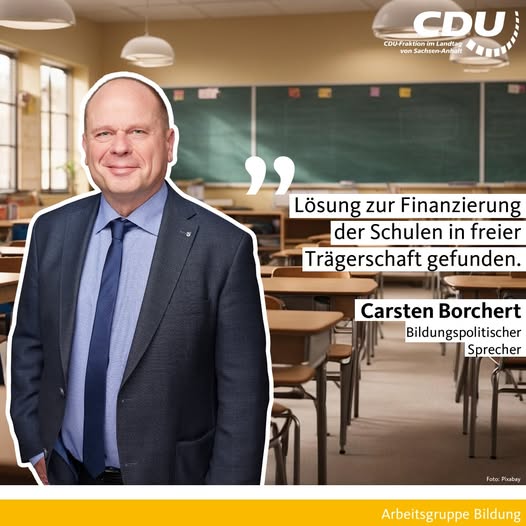 CDU
CDU-Fraktion im Landtag
von Sachsen-Anhalt
”
Lösung zur Finanzierung
der Schulen in freier
Trägerschaft gefunden.
Carsten Borchert
Bildungspolitischer
Sprecher
Foto: Pixabay
Arbeitsgruppe Bildung